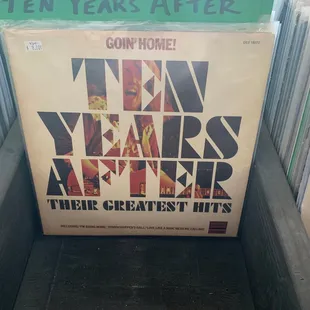 TEN YEARS AFTER
GOIN' HOME!
TEN
YEARS
AFTER
THEIR GREATEST HITS